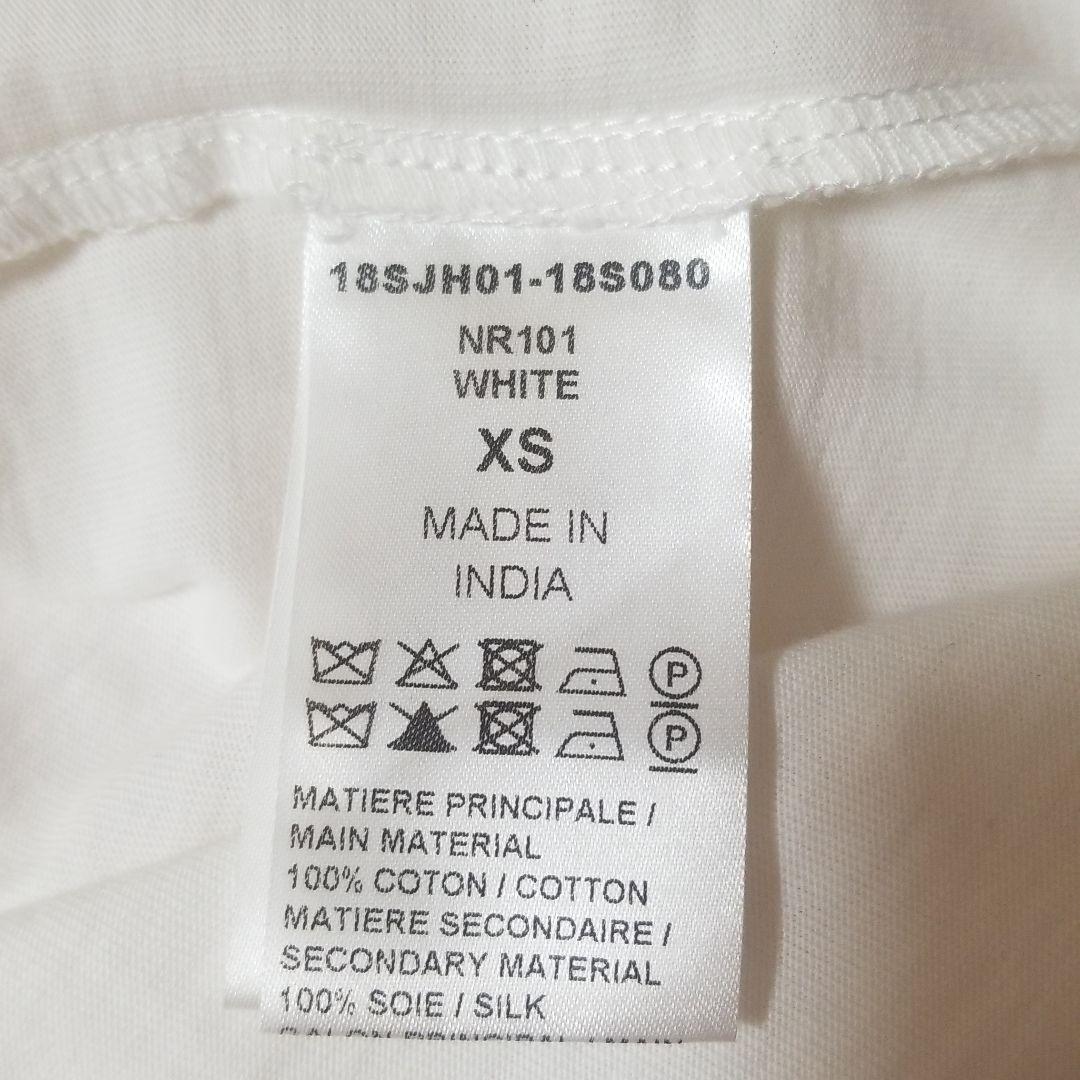 18SJH01-18S080
NR101
WHITE
XS
MADE IN
INDIA
P
P
MATIERE PRINCIPALE /
MAIN MATERIAL
100% COTON / COTTON
MATIERE SECONDAIRE /
SECONDARY MATERIAL
100% SOIE / SILK